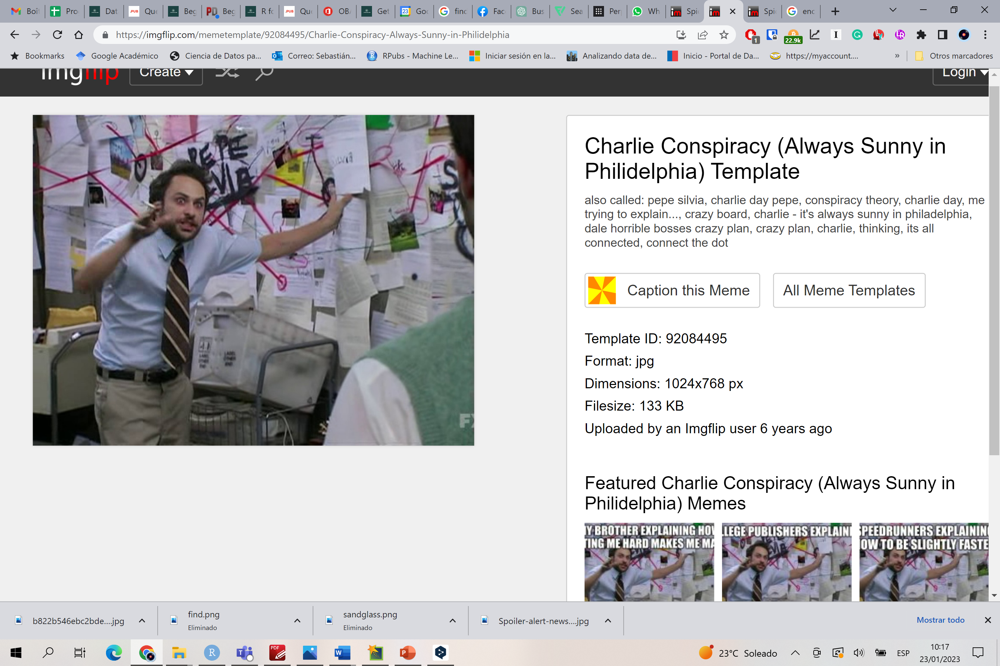 Boî
Pro
Dat
Que
Beg
Beg
R fo
Que
OBA
Get
Goo
find
Fac
Bus
Sea
Per
Wh
Spi
Spi
enc
https://imgflip.com/memetemplate/92084495/Charlie-Conspiracy-Always-Sunny-in-Philidelphia
1
22.9k
Bookmarks
Google Académico
Ciencia de Datos pa...
Correo: Sebastián...
RPubs - Machine Le...
Iniciar sesión en la...
Analizando data de...
Inicio - Portal de Da...
https://myaccount....
»
Otros marcadores
imgflip
Create
Login
PEPE
Silvia
FX
Charlie Conspiracy (Always Sunny in
Philidelphia) Template
also called: pepe silvia, charlie day pepe, conspiracy theory, charlie day, me
trying to explain..., crazy board, charlie - it's always sunny in philadelphia,
dale horrible bosses crazy plan, crazy plan, charlie, thinking, its all
connected, connect the dot
Caption this Meme
All Meme Templates
Template ID: 92084495
Format: jpg
Dimensions: 1024x768 px
Filesize: 133 KB
Uploaded by an Imgflip user 6 years ago
Featured Charlie Conspiracy (Always Sunny in
Philidelphia) Memes
Y BROTHER EXPLAINING HOW
TING ME HARD MAKES ME MA
LEGE PUBLISHERS EXPLAINI
SPEEDRUNNERS EXPLAINING
OW TO BE SLIGHTLY FASTE
b822b546ebc2bde....jpg
find.png
Eliminado
sandglass.png
Eliminado
Spoiler-alert-news....jpg
Mostrar todo
23°C Soleado
ESP
10:17
23/01/2023